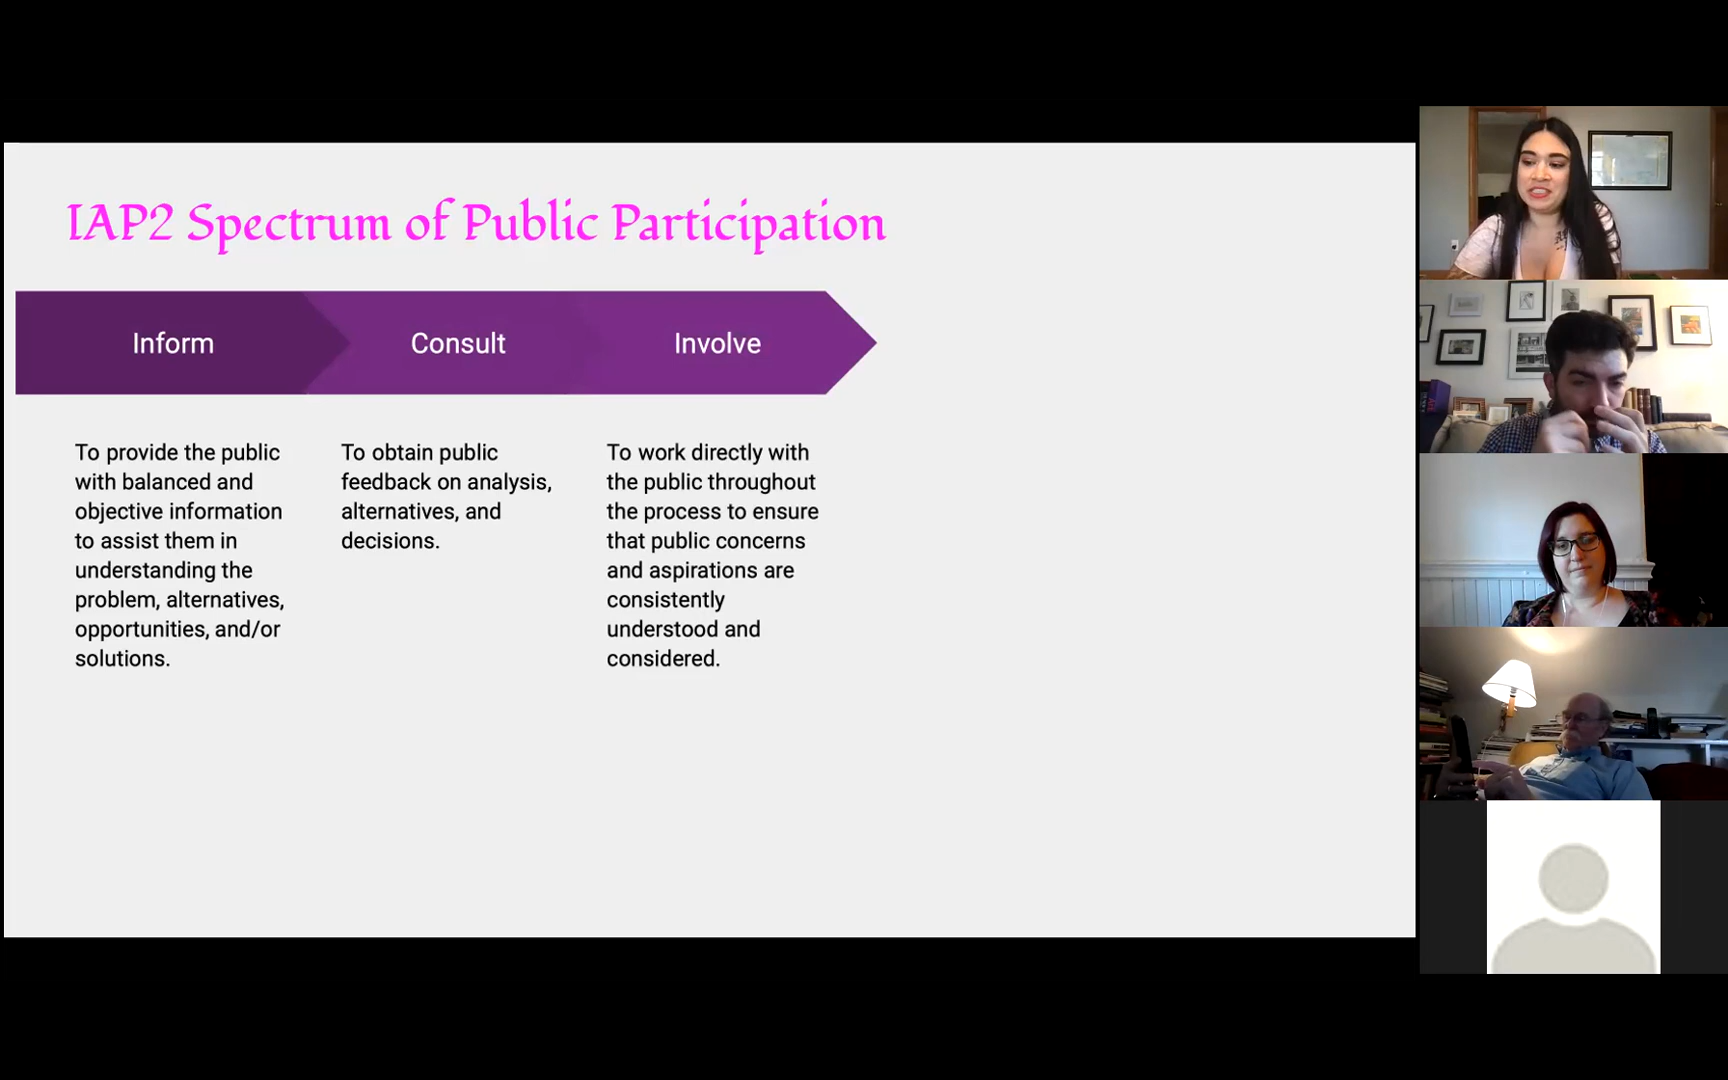 IAP2 Spectrum of Public Participation
Inform
Consult
Involve
To provide the public
with balanced and
objective information
to assist them in
understanding the
problem, alternatives,
opportunities, and/or
solutions.
To obtain public
feedback on analysis,
alternatives, and
decisions.
To work directly with
the public throughout
the process to ensure
that public concerns
and aspirations are
consistently
understood and
considered.